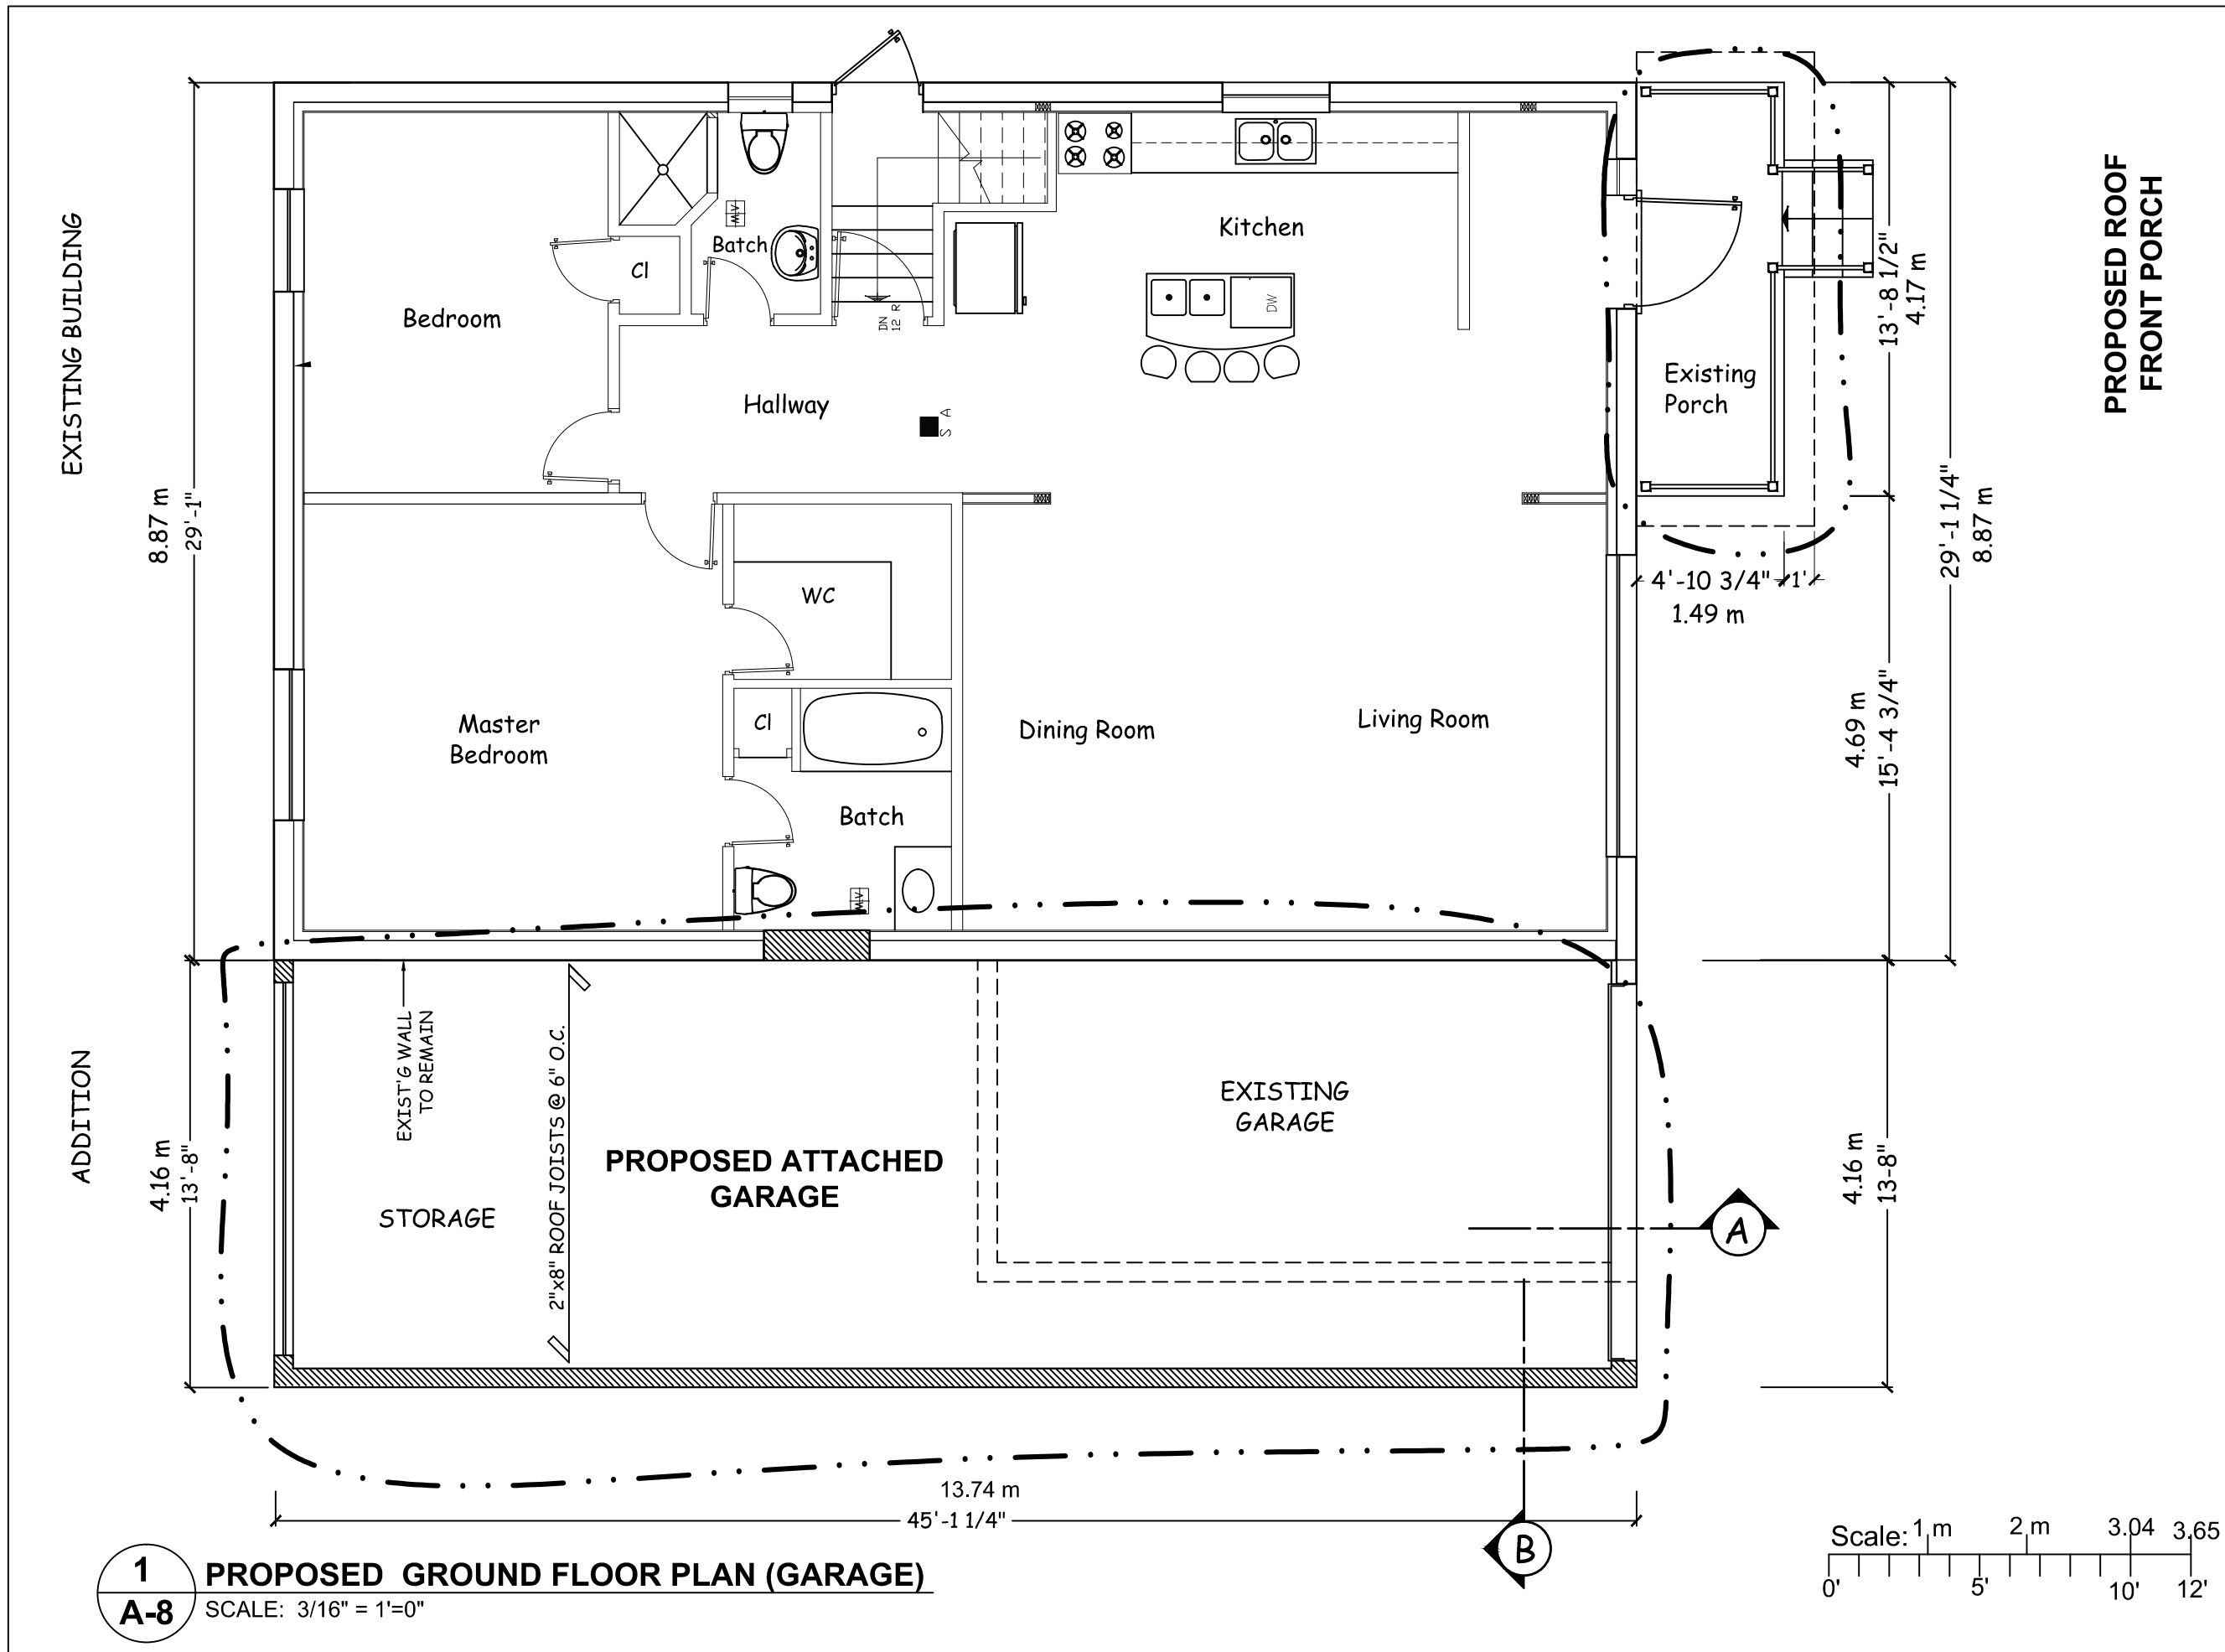 EXISTING BUILDING
8.87 m
29'-1"
ADDITION
4.16 m
13'-8"
Bedroom
Cl
Batch
M.V
DN
12 R
Hallway
S A
Kitchen
DW
Existing
Porch
PROPOSED ROOF
FRONT PORCH
13'-8 1/2"
4.17 m
29'-1 1/4"
8.87 m
4'-10 3/4"
1'
1.49 m
4.69 m
15'-4 3/4"
WC
Master
Bedroom
Cl
Batch
M.V
Dining Room
Living Room
EXIST'G WALL
TO REMAIN
2"x8" ROOF JOISTS @ 6" O.C.
STORAGE
PROPOSED ATTACHED
GARAGE
EXISTING
GARAGE
4.16 m
13-8"
A
B
13.74 m
45'-1 1/4"
1
A-8
PROPOSED GROUND FLOOR PLAN (GARAGE)
SCALE: 3/16" = 1'=0"
Scale: 1 m 2 m 3.04 3.65
0' 5' 10' 12'